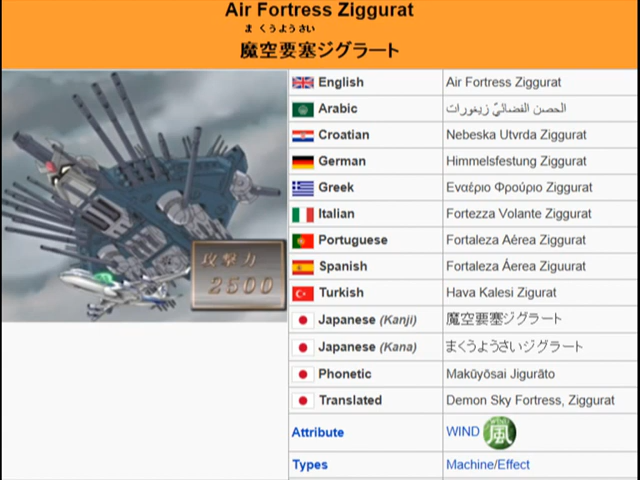 Air Fortress Ziggurat
ま くうようさい
魔空要塞ジグラート
攻撃力
2500
English Air Fortress Ziggurat
Arabic الحصن الفضائيّ زيغورات
Croatian Nebeska Utvrda Ziggurat
German Himmelsfestung Ziggurat
Greek Εναέριο Φρούριο Ziggurat
Italian Fortezza Volante Ziggurat
Portuguese Fortaleza Aérea Ziggurat
Spanish Fortaleza Áerea Ziguurat
Turkish Hava Kalesi Zigurat
Japanese (Kanji) 魔空要塞ジグラート
Japanese (Kana) まくうようさいジグラート
Phonetic Makūyōsai Jigurāto
Translated Demon Sky Fortress, Ziggurat
Attribute WIND WIND 風
Types Machine/Effect